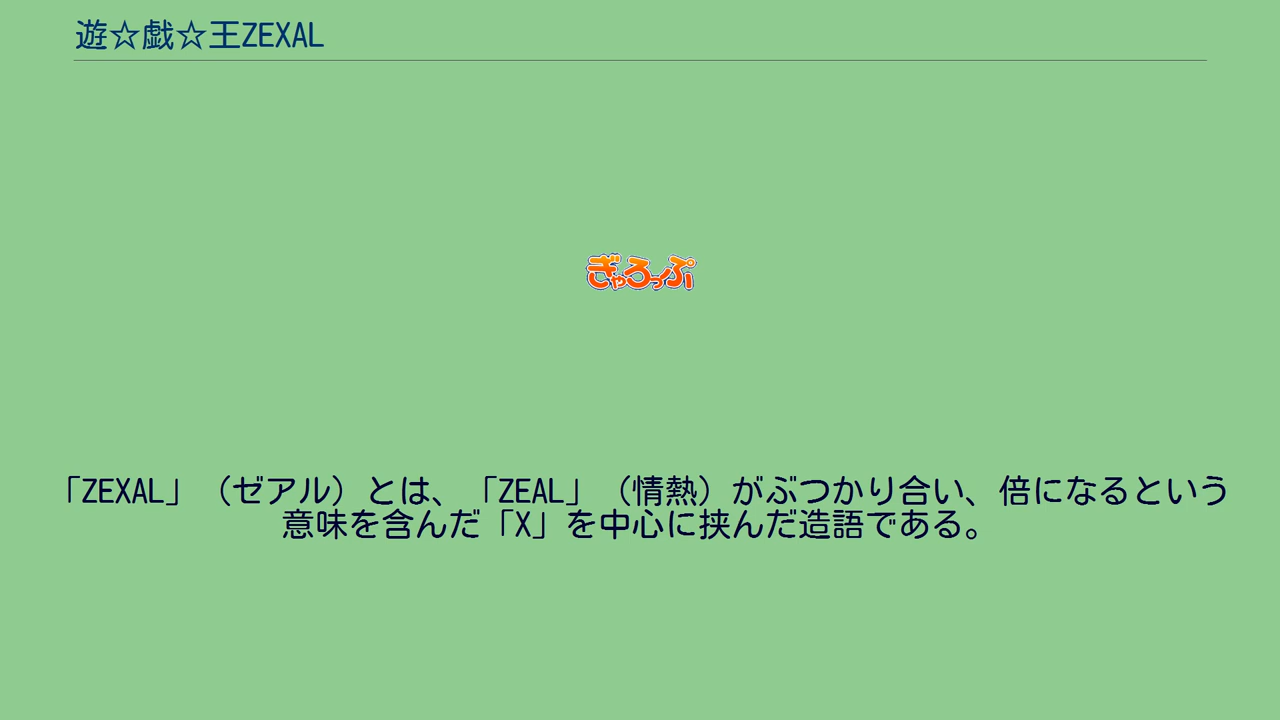 遊☆戯☆王ZEXAL
ぎゃろっぷ
「ZEXAL」（ゼアル）とは、「ZEAL」（情熱）がぶつかり合い、倍になるという
意味を含んだ「X」を中心に挟んだ造語である。